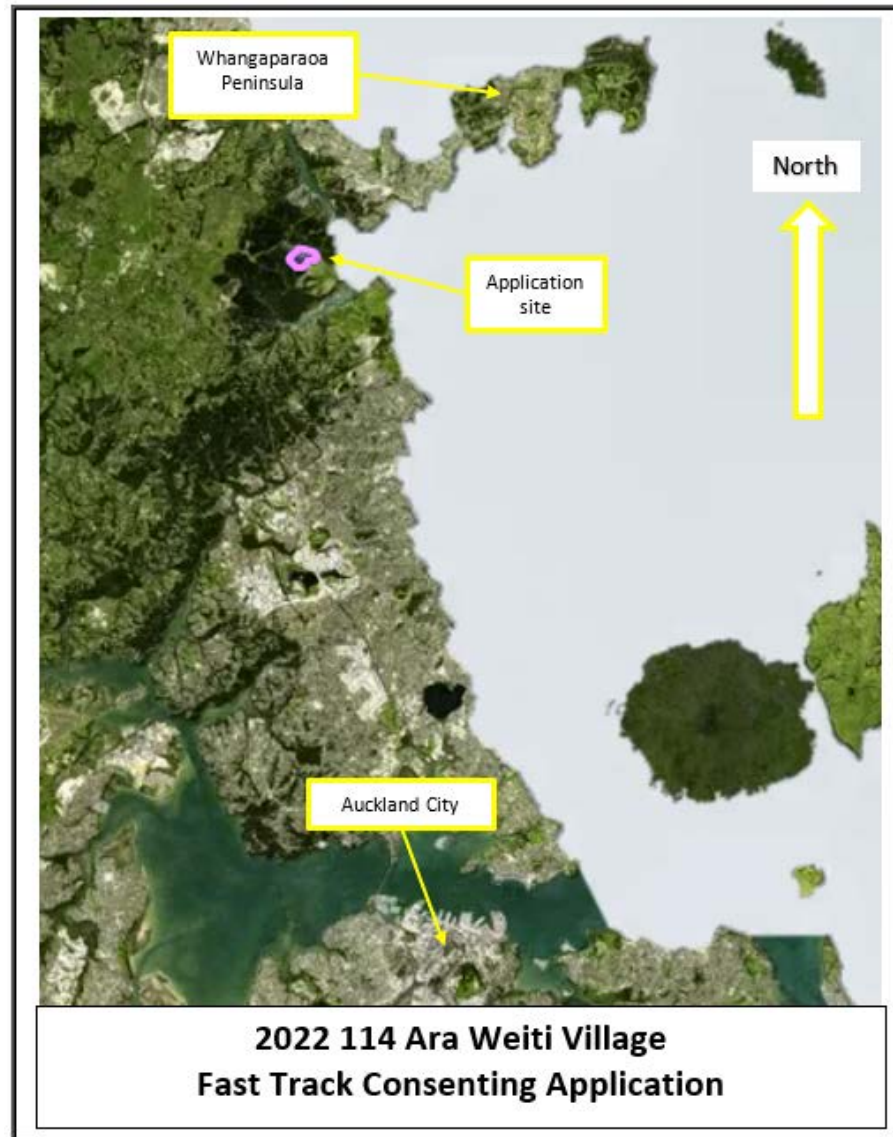 Whangaparaoa
Peninsula
North
Application
site
Auckland City
2022 114 Ara Weiti Village
Fast Track Consenting Application